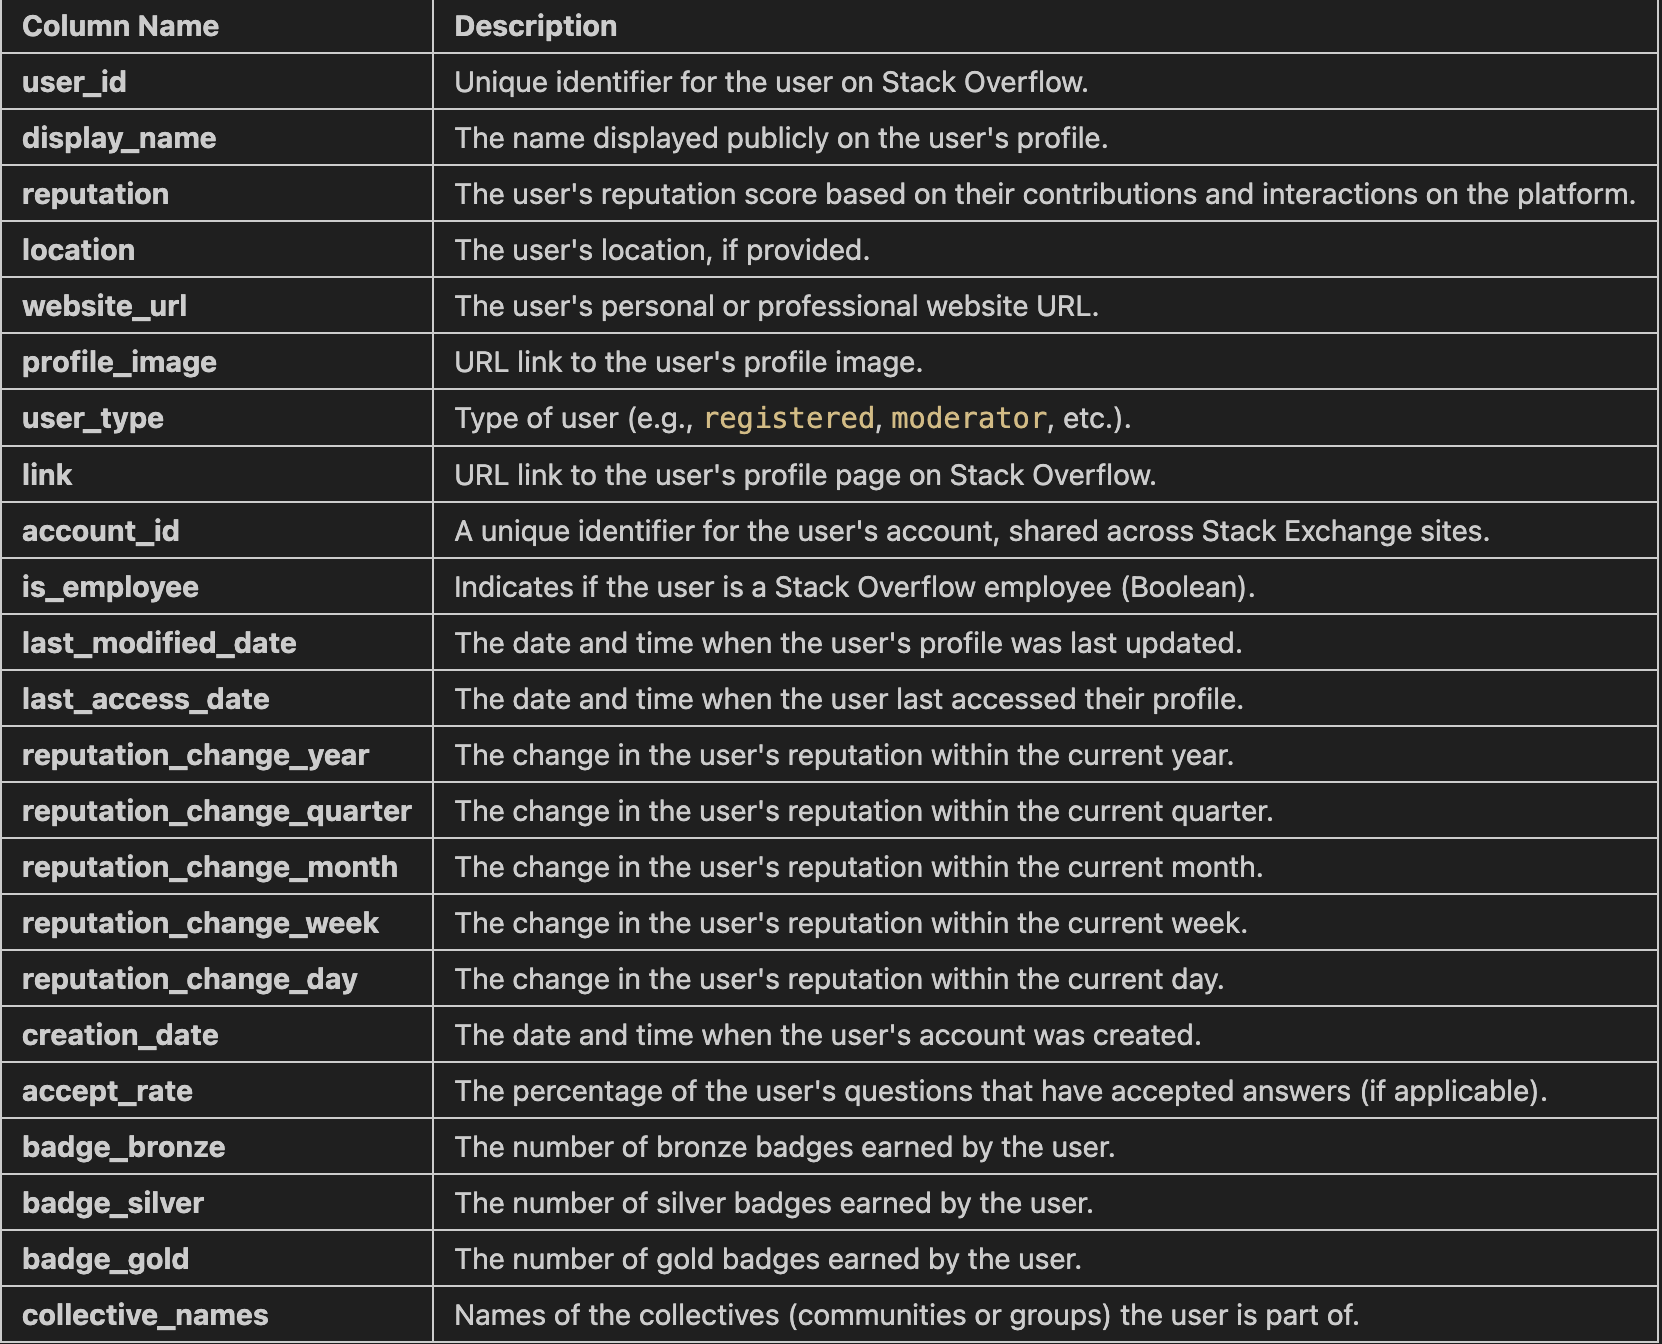 Column Name Description
user_id Unique identifier for the user on Stack Overflow.
display_name The name displayed publicly on the user's profile.
reputation The user's reputation score based on their contributions and interactions on the platform.
location The user's location, if provided.
website_url The user's personal or professional website URL.
profile_image URL link to the user's profile image.
user_type Type of user (e.g., registered, moderator, etc.).
link URL link to the user's profile page on Stack Overflow.
account_id A unique identifier for the user's account, shared across Stack Exchange sites.
is_employee Indicates if the user is a Stack Overflow employee (Boolean).
last_modified_date The date and time when the user's profile was last updated.
last_access_date The date and time when the user last accessed their profile.
reputation_change_year The change in the user's reputation within the current year.
reputation_change_quarter The change in the user's reputation within the current quarter.
reputation_change_month The change in the user's reputation within the current month.
reputation_change_week The change in the user's reputation within the current week.
reputation_change_day The change in the user's reputation within the current day.
creation_date The date and time when the user's account was created.
accept_rate The percentage of the user's questions that have accepted answers (if applicable).
badge_bronze The number of bronze badges earned by the user.
badge_silver The number of silver badges earned by the user.
badge_gold The number of gold badges earned by the user.
collective_names Names of the collectives (communities or groups) the user is part of.